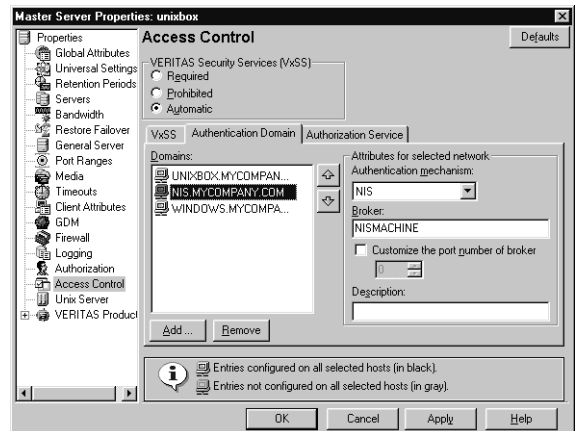 Master Server Properties: unixbox
Properties
Global Attributes
Universal Settings
Retention Periods
Servers
Bandwidth
Restore Failover
General Server
Port Ranges
Media
Timeouts
Client Attributes
GDM
Firewall
Logging
Authorization
Access Control
Unix Server
VERITAS Product
Access Control
Defaults
VERITAS Security Services (VxSS)
Required
Prohibited
Automatic
VxSS
Authentication Domain
Authorization Service
Domains:
UNIXBOX.MYCOMPAN...
NIS.MYCOMPANY.COM
WINDOWS.MYCOMPA...
Add ...
Remove
Attributes for selected network
Authentication mechanism:
NIS
Broker:
NISMACHINE
Customize the port number of broker
0
Description:
Entries configured on all selected hosts (in black).
Entries not configured on all selected hosts (in gray).
OK
Cancel
Apply
Help